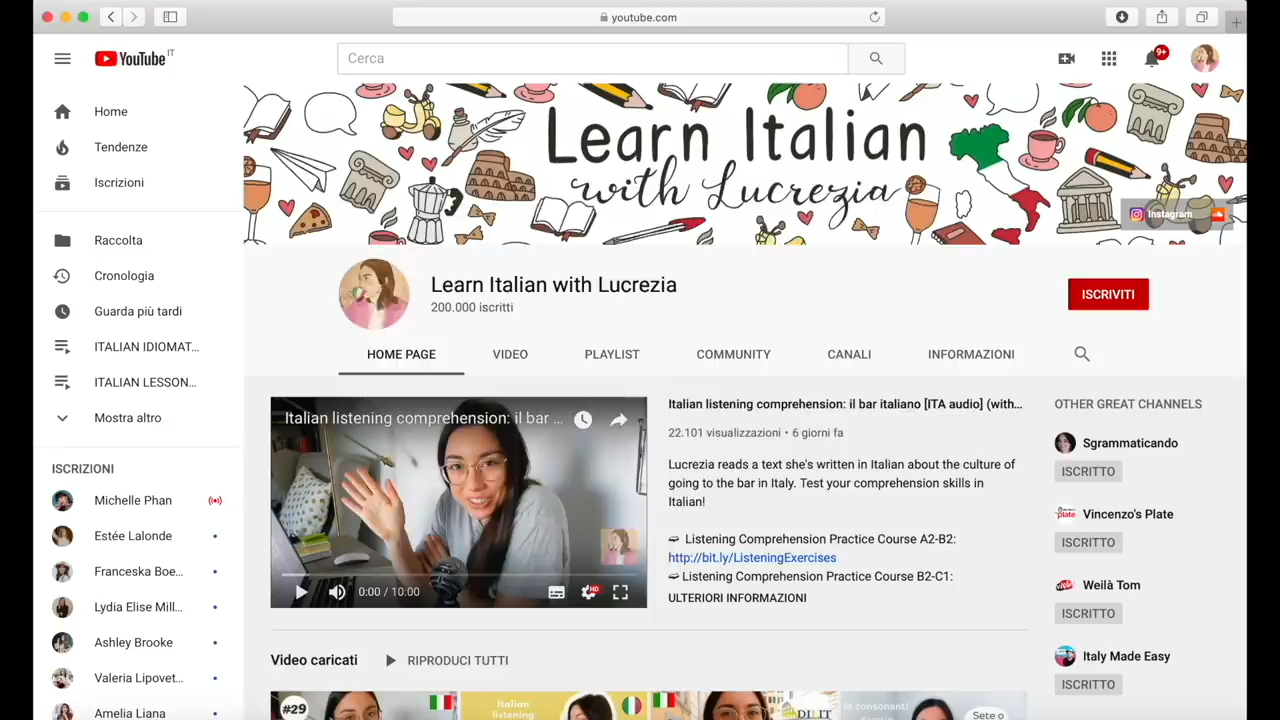 youtube.com
YouTube IT
Cerca
9+
Home
Tendenze
Iscrizioni
Raccolta
Cronologia
Guarda più tardi
ITALIAN IDIOMAT...
ITALIAN LESSON...
Mostra altro
ISCRIZIONI
Michelle Phan
Estée Lalonde
Franceska Boe...
Lydia Elise Mill...
Ashley Brooke
Valeria Lipovet...
Amelia Liana
Learn Italian
with Lucrezia
Instagram
Learn Italian with Lucrezia
200.000 iscritti
ISCRIVITI
HOME PAGE
VIDEO
PLAYLIST
COMMUNITY
CANALI
INFORMAZIONI
Italian listening comprehension: il bar ...
0:00 / 10:00
HD
Italian listening comprehension: il bar italiano [ITA audio] (with...
22.101 visualizzazioni • 6 giorni fa
Lucrezia reads a text she's written in Italian about the culture of
going to the bar in Italy. Test your comprehension skills in
Italian!
➫ Listening Comprehension Practice Course A2-B2:
http://bit.ly/ListeningExercises
➫ Listening Comprehension Practice Course B2-C1:
ULTERIORI INFORMAZIONI
OTHER GREAT CHANNELS
Sgrammaticando
ISCRITTO
Vincenzo's Plate
ISCRITTO
Weilà Tom
ISCRITTO
Italy Made Easy
ISCRITTO
Video caricati
RIPRODUCI TUTTI
#29
Italian
listening
le consonanti
Sete o